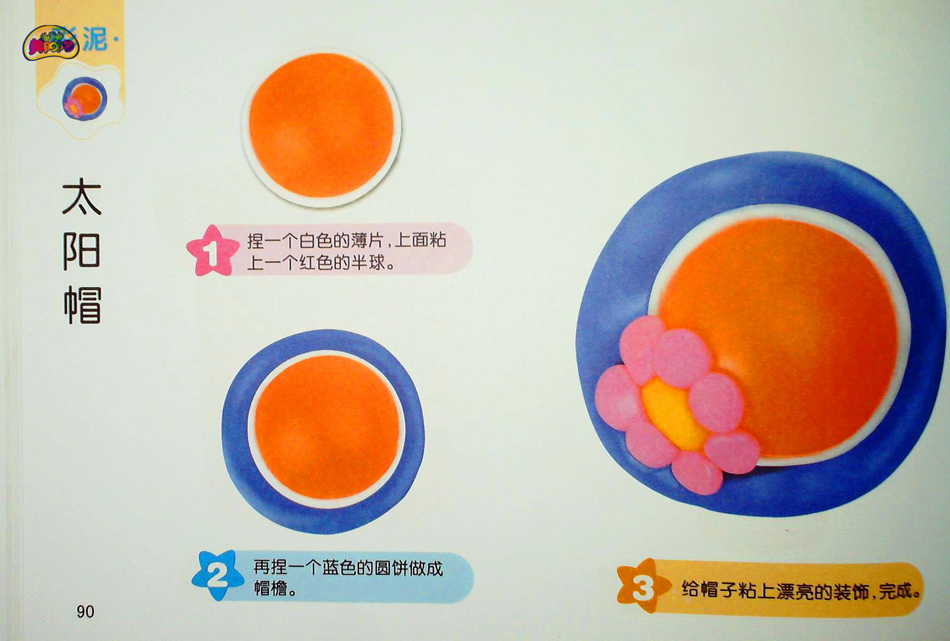 泥·
太
阳
帽
1
捏一个白色的薄片,上面粘
上一个红色的半球。
2
再捏一个蓝色的圆饼做成
帽檐。
3
给帽子粘上漂亮的装饰,完成。
90